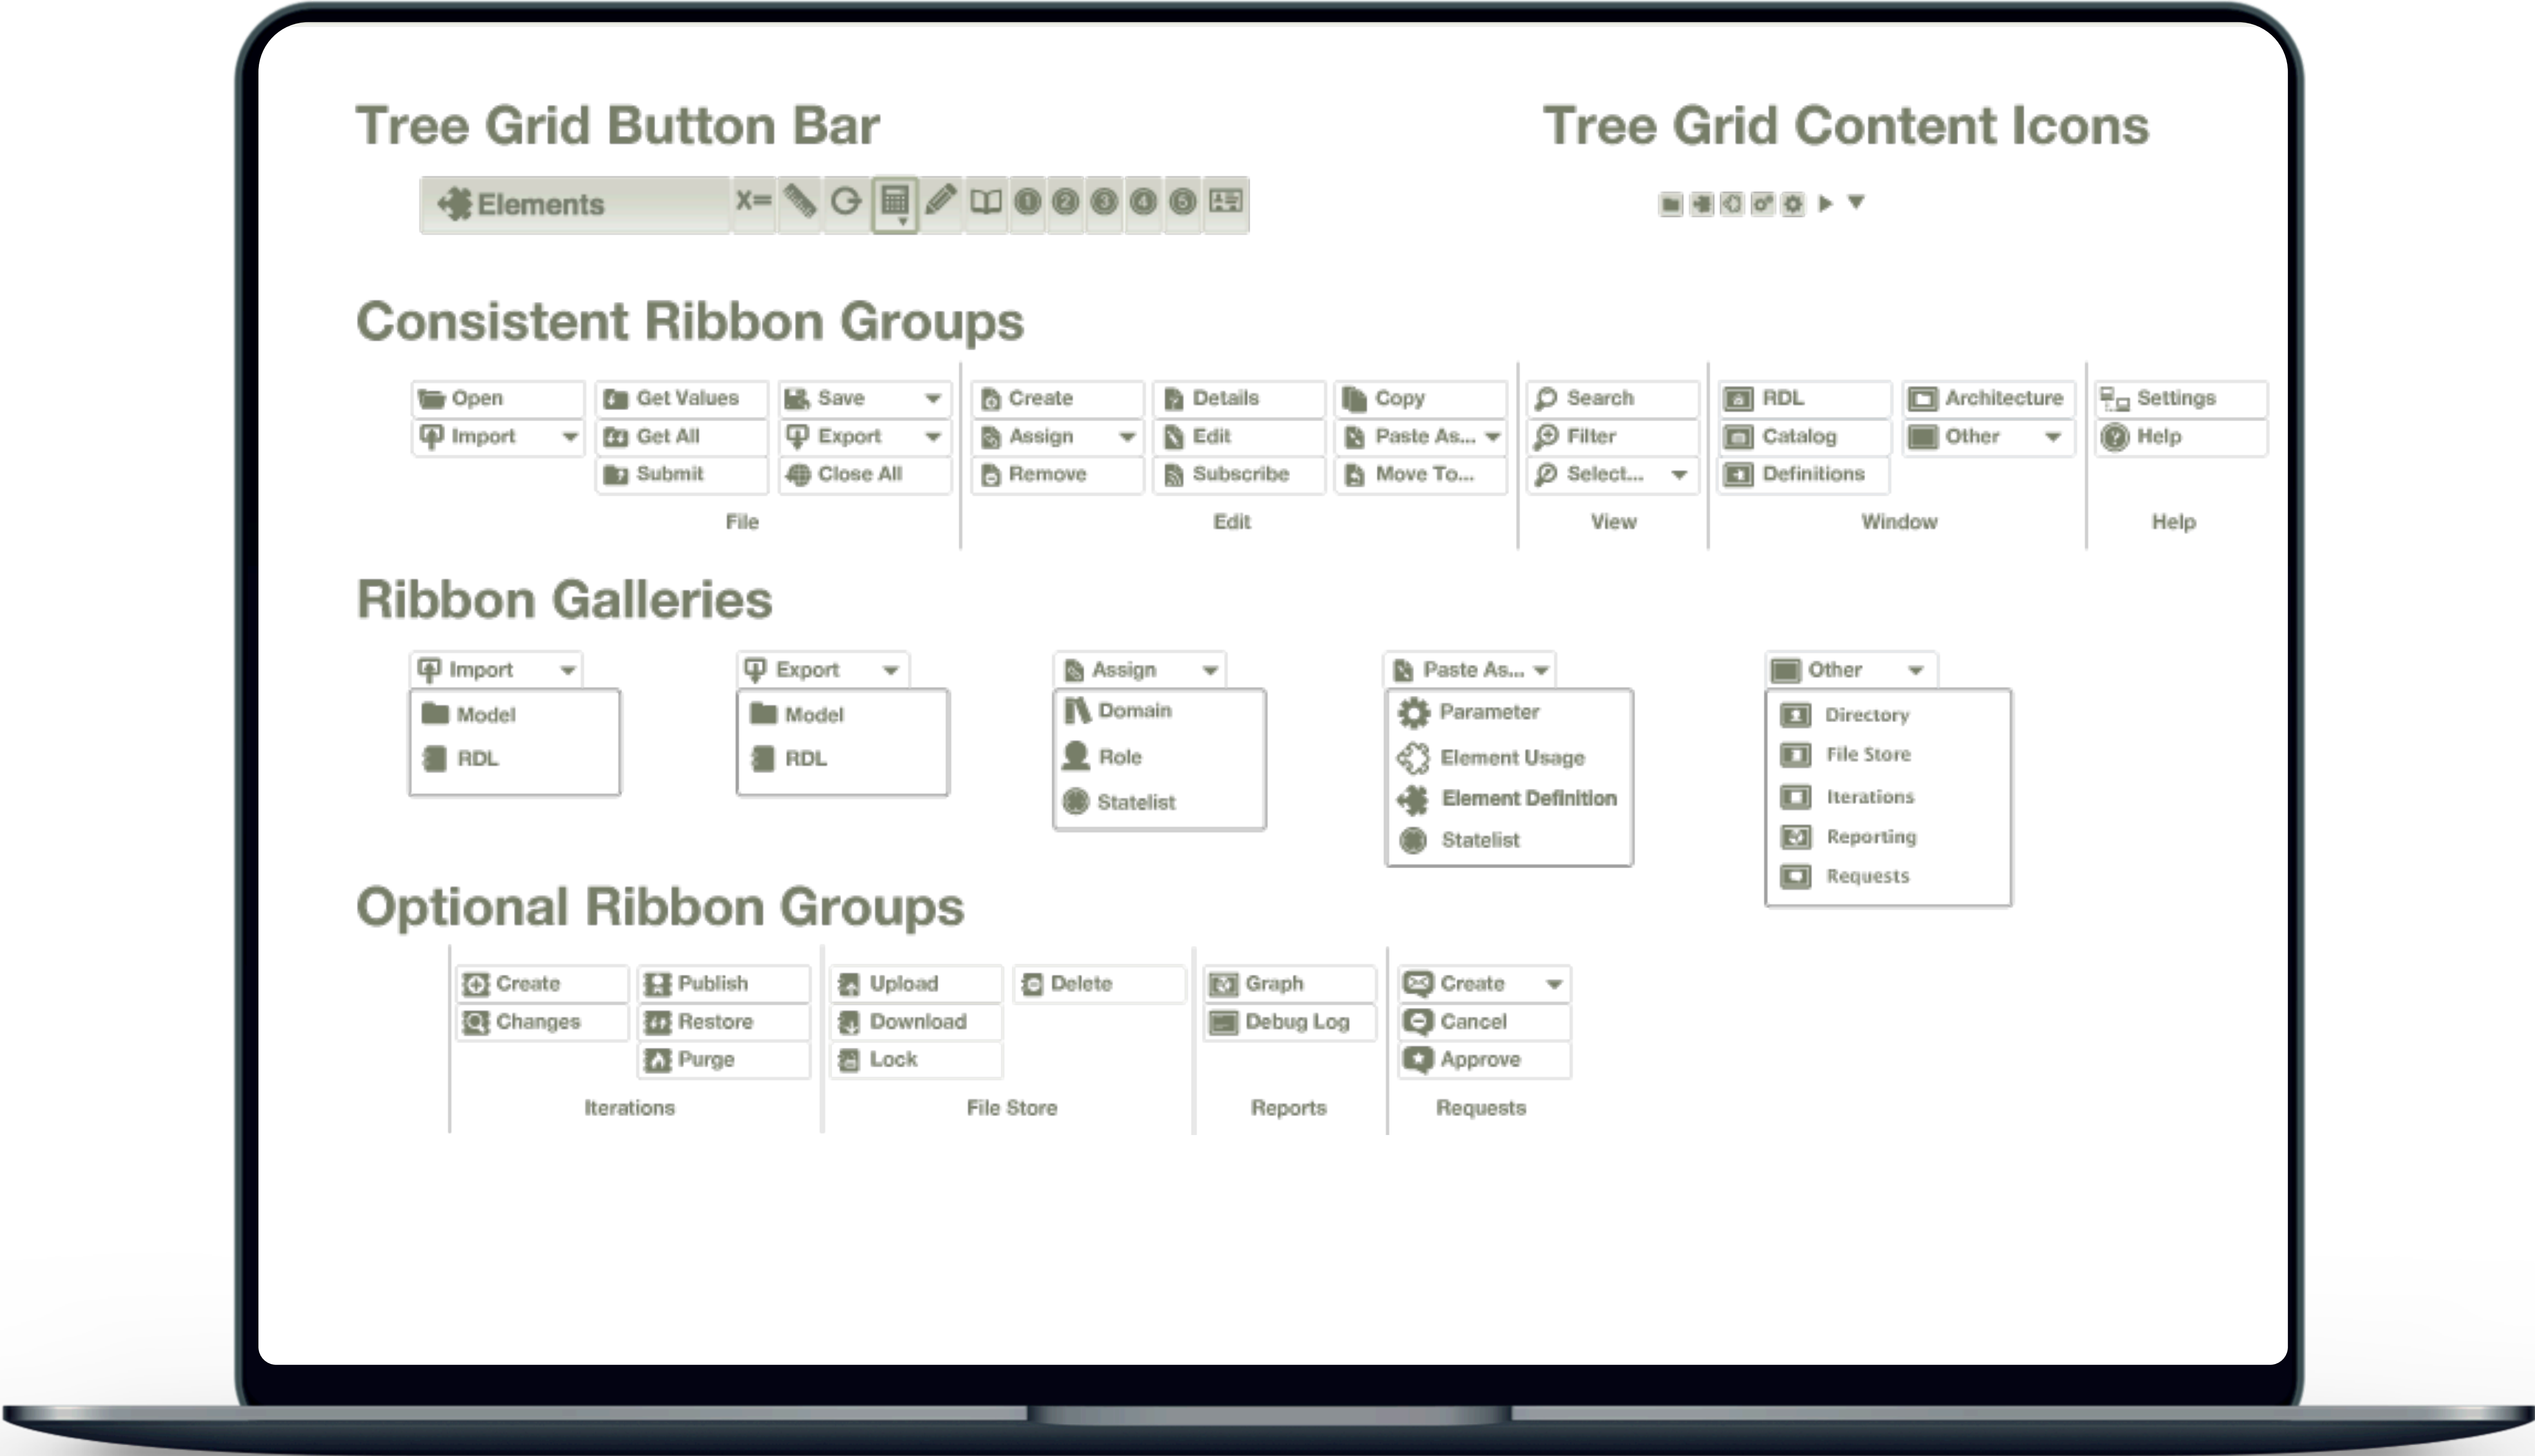 Tree Grid Button Bar
Tree Grid Content Icons
Elements X= 1 2 3 4 5
Consistent Ribbon Groups
Open Get Values Save Create Details Copy Search RDL Architecture Settings
Import Get All Export Assign Edit Paste As... Filter Catalog Other Help
Submit Close All Remove Subscribe Move To... Select... Definitions
File Edit View Window Help
Ribbon Galleries
Import
Model
RDL
Export
Model
RDL
Assign
Domain
Role
Statelist
Paste As...
Parameter
Element Usage
Element Definition
Statelist
Other
Directory
File Store
Iterations
Reporting
Requests
Optional Ribbon Groups
Create Publish Upload Delete Graph Create
Changes Restore Download Debug Log Cancel
Purge Lock Approve
Iterations File Store Reports Requests